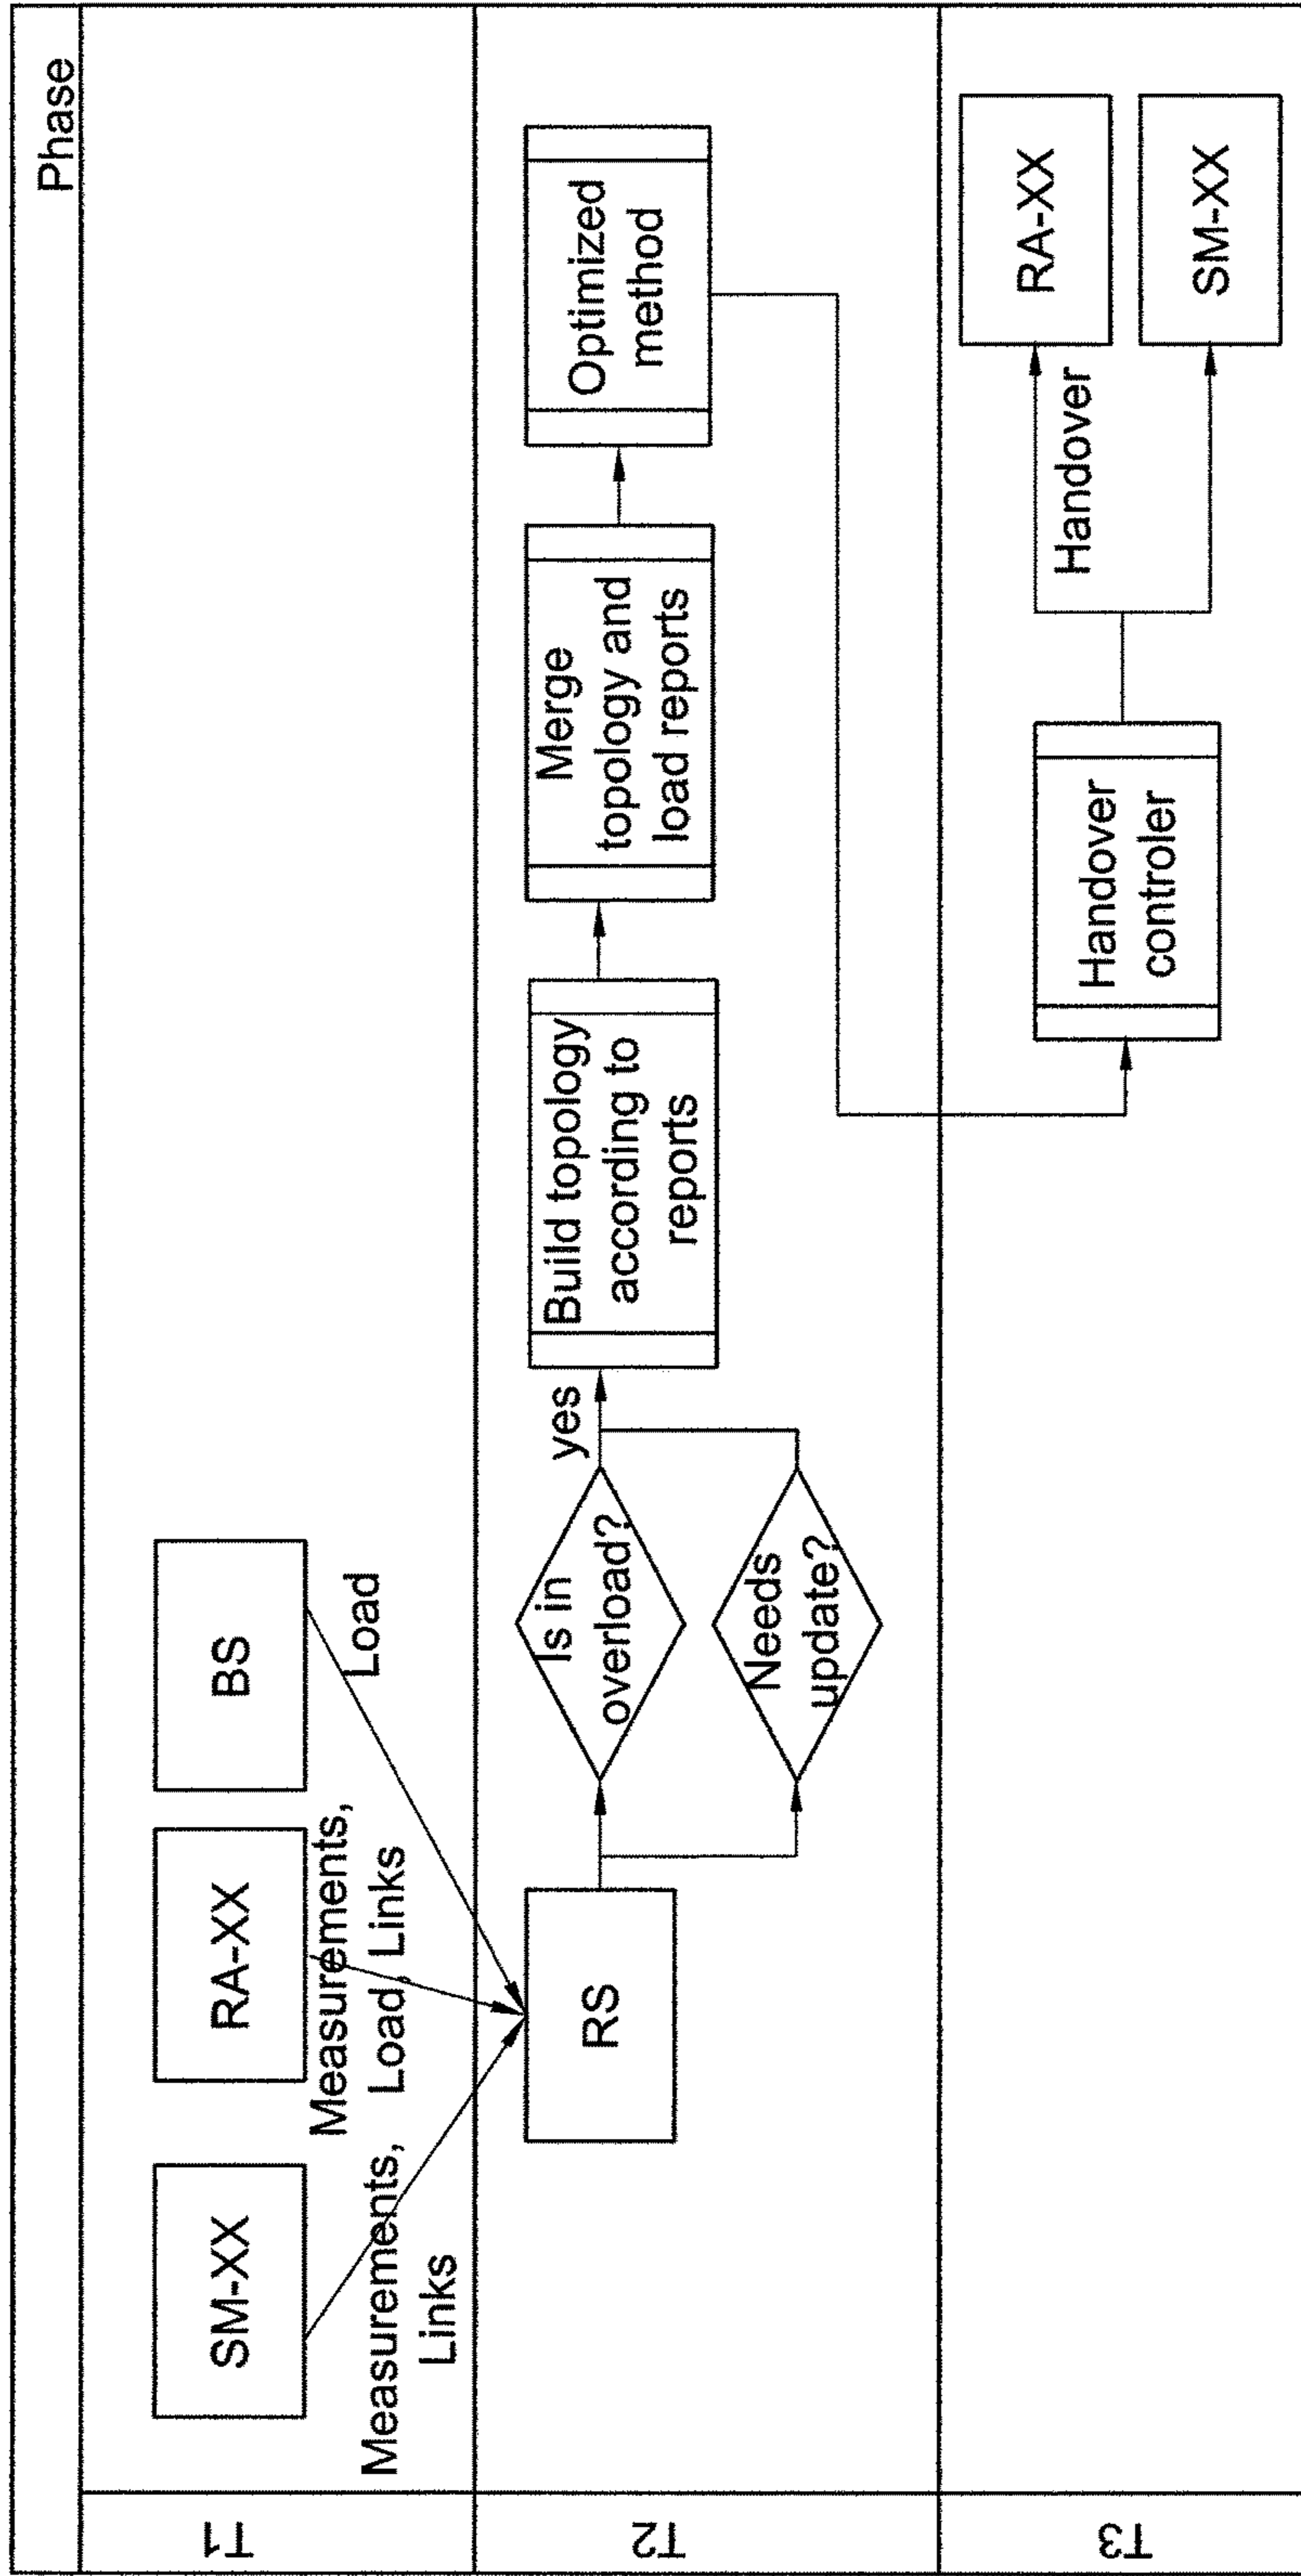 Phase
T1
SM-XX
RA-XX
BS
Measurements,
Links
Measurements,
Load, Links
Load
T2
RS
Is in
overload?
Needs
update?
yes
Build topology
according to
reports
Merge
topology and
load reports
Optimized
method
T3
Handover
controler
Handover
RA-XX
SM-XX